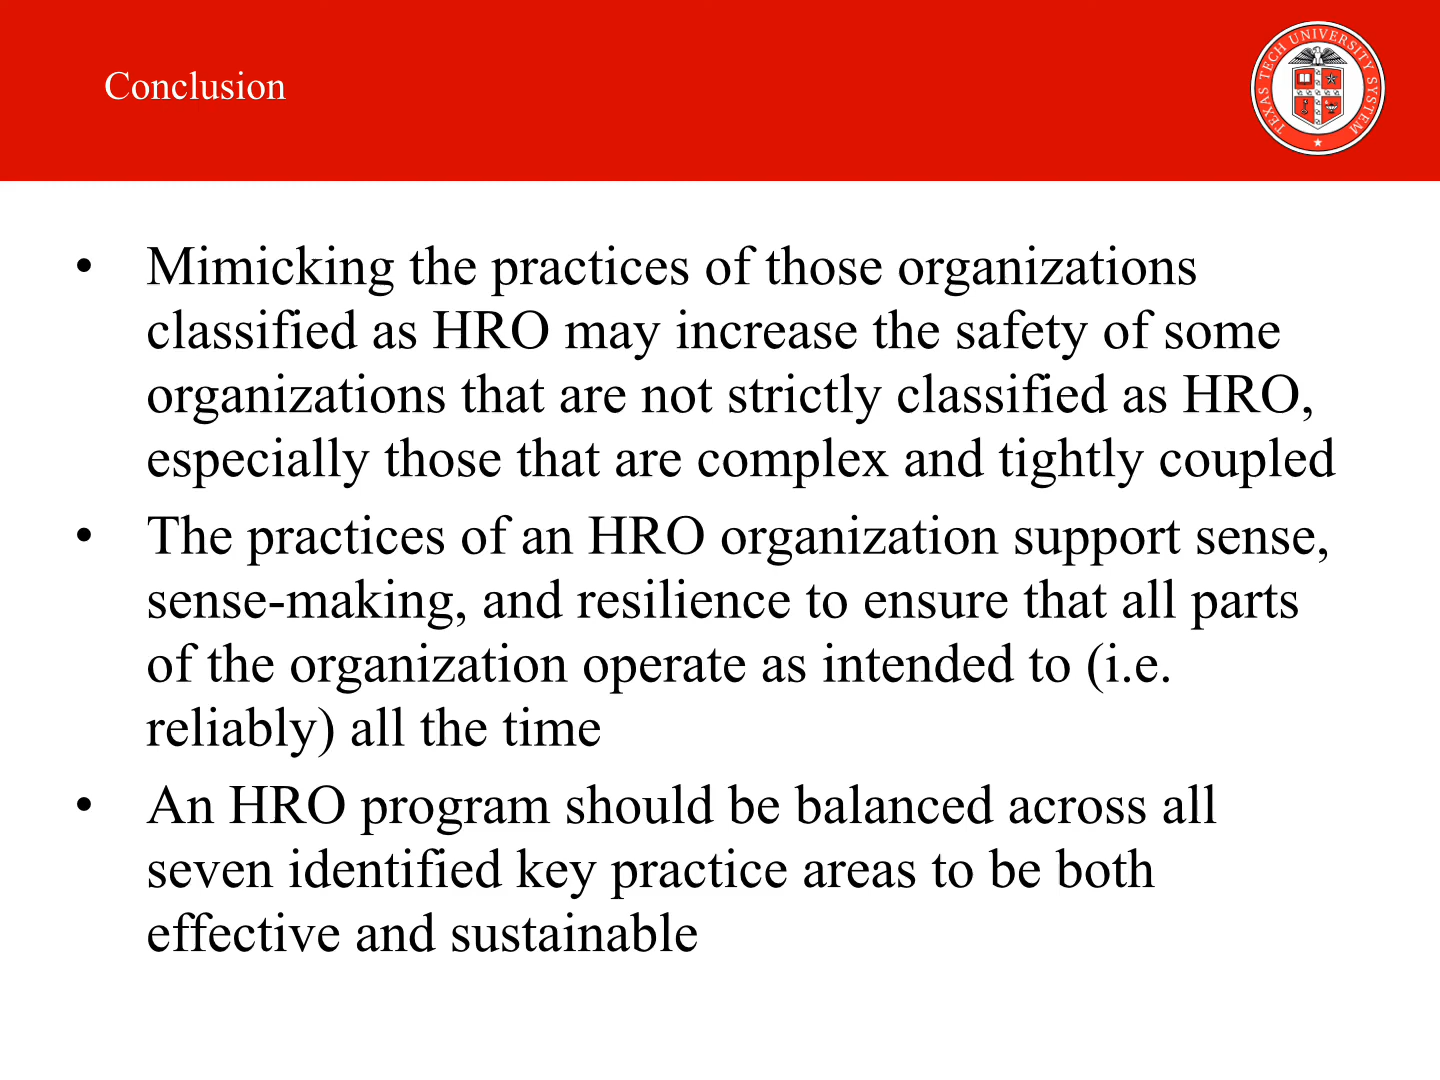 Conclusion
TEXAS TECH UNIVERSITY SYSTEM
• Mimicking the practices of those organizations
classified as HRO may increase the safety of some
organizations that are not strictly classified as HRO,
especially those that are complex and tightly coupled
• The practices of an HRO organization support sense,
sense-making, and resilience to ensure that all parts
of the organization operate as intended to (i.e.
reliably) all the time
• An HRO program should be balanced across all
seven identified key practice areas to be both
effective and sustainable